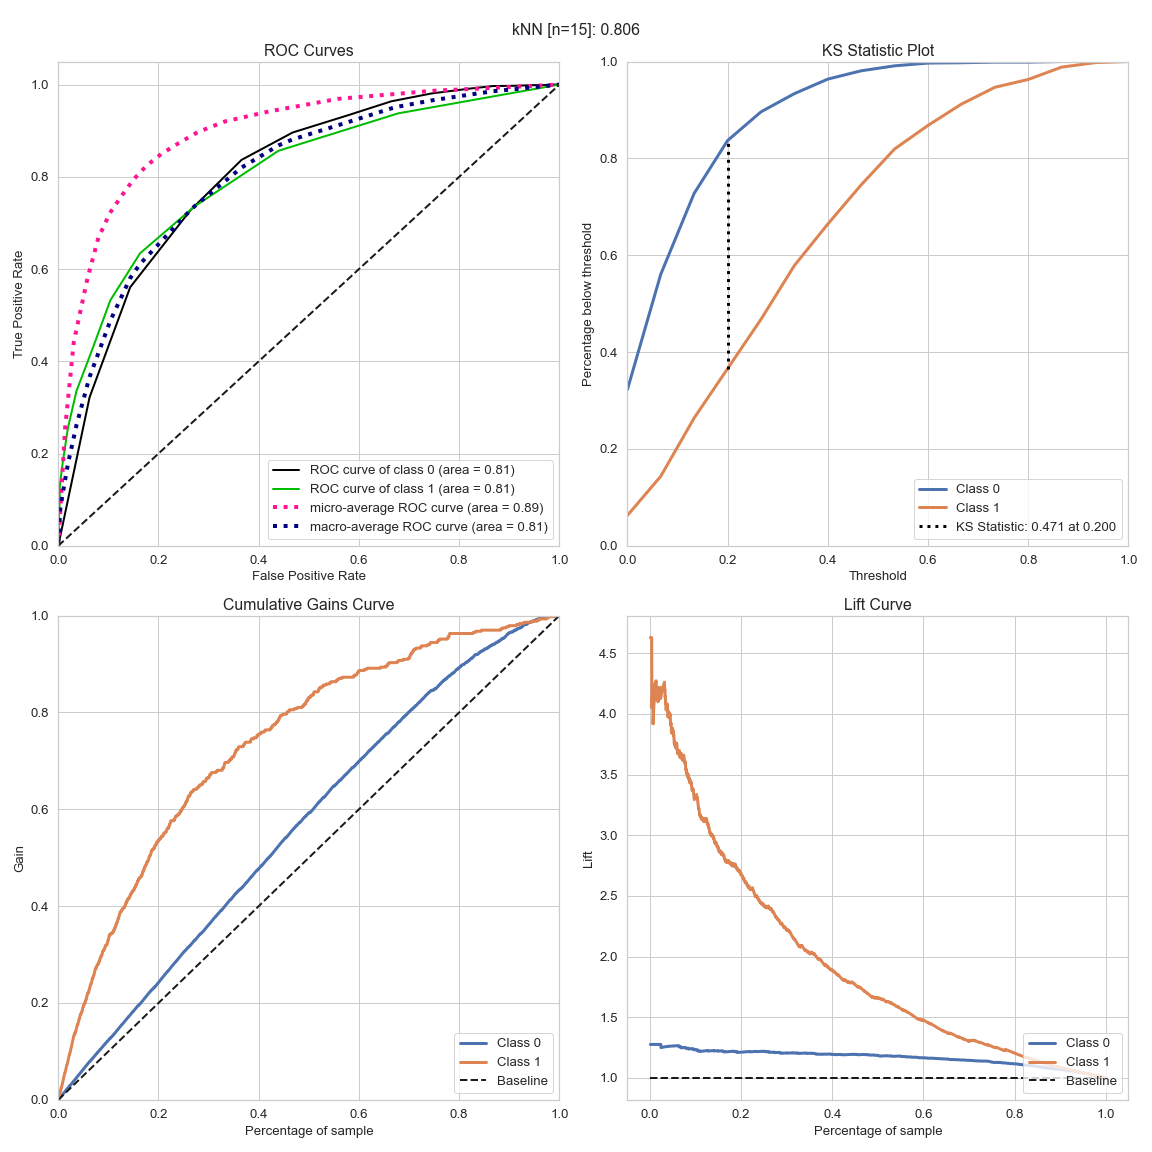 kNN [n=15]: 0.806
ROC Curves
1.0
0.8
0.6
0.4
0.2
0.0
True Positive Rate
ROC curve of class 0 (area = 0.81)
ROC curve of class 1 (area = 0.81)
micro-average ROC curve (area = 0.89)
macro-average ROC curve (area = 0.81)
0.0 0.2 0.4 0.6 0.8 1.0
False Positive Rate
KS Statistic Plot
1.0
0.8
0.6
0.4
0.2
0.0
Percentage below threshold
Class 0
Class 1
KS Statistic: 0.471 at 0.200
0.0 0.2 0.4 0.6 0.8 1.0
Threshold
Cumulative Gains Curve
1.0
0.8
0.6
0.4
0.2
0.0
Gain
Class 0
Class 1
Baseline
0.0 0.2 0.4 0.6 0.8 1.0
Percentage of sample
Lift Curve
4.5
4.0
3.5
3.0
2.5
2.0
1.5
1.0
Lift
Class 0
Class 1
Baseline
0.0 0.2 0.4 0.6 0.8 1.0
Percentage of sample